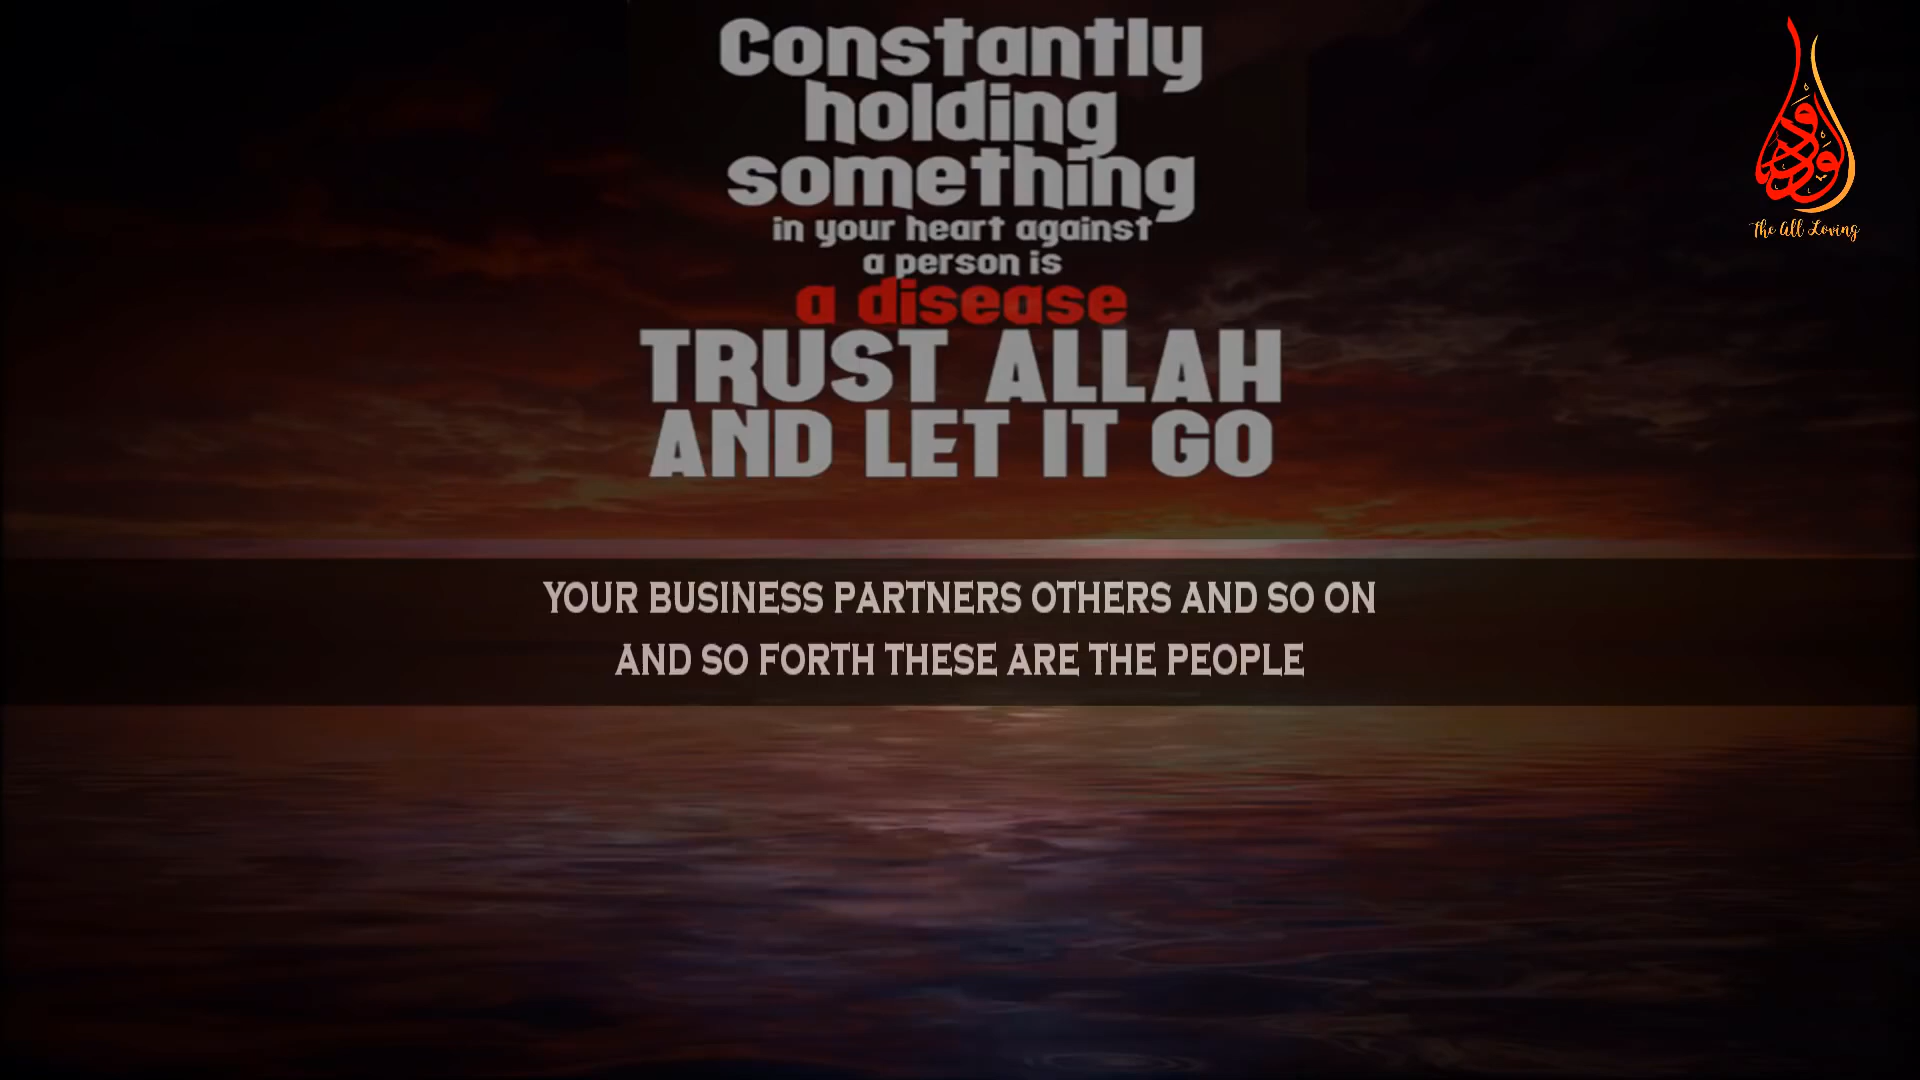 Constantly
holding
something
in your heart against
a person is
a disease
TRUST ALLAH
AND LET IT GO
The All Loving
YOUR BUSINESS PARTNERS OTHERS AND SO ON
AND SO FORTH THESE ARE THE PEOPLE